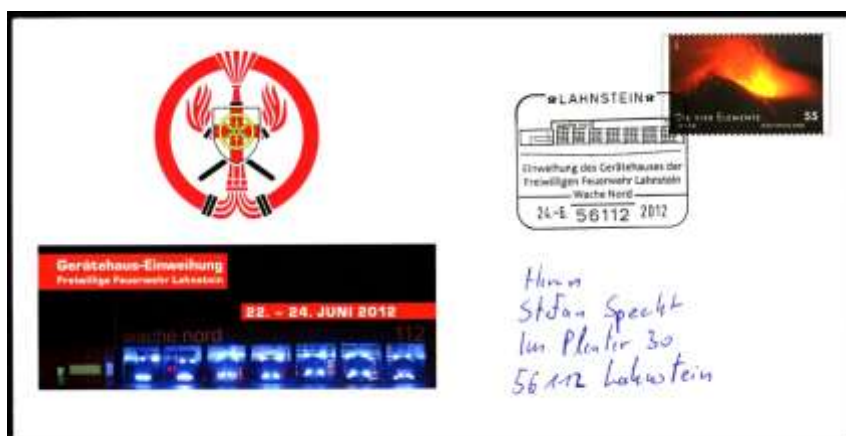 LAHNSTEIN
Einweihung des Gerätehauses der
Freiwilligen Feuerwehr Lahnstein
Wache Nord
24.-6. 56112 2012
Die vier Elemente 55
Gerätehaus-Einweihung
Freiwillige Feuerwehr Lahnstein
22. – 24. JUNI 2012
wache nord 112
Herrn
Stefan Specht
Im 30
56112 Lahnstein